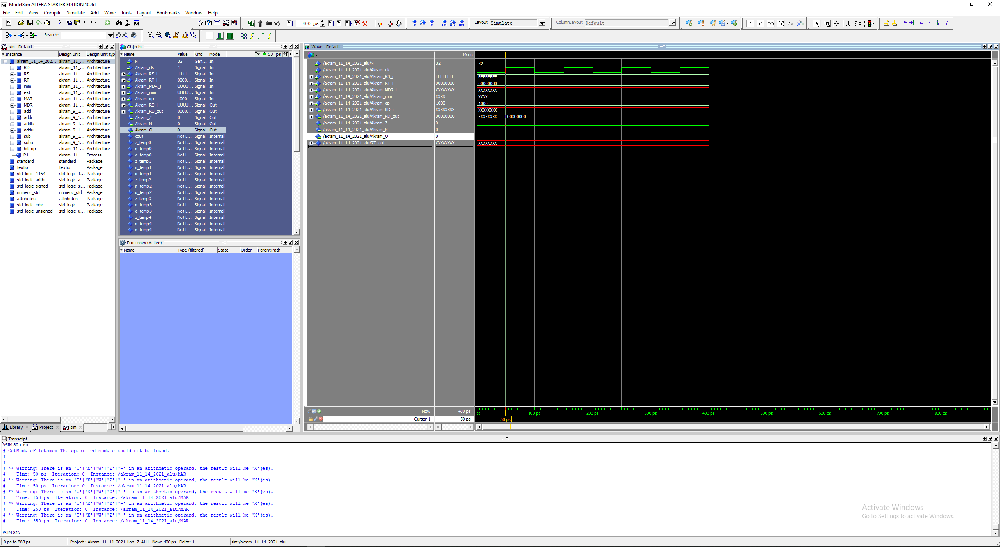 ModelSim ALTERA STARTER EDITION 10.4d
File Edit View Compile Simulate Add Wave Tools Layout Bookmarks Window Help
400 ps
Layout Simulate
ColumnLayout Default
Search:
sim - Default
Instance Design unit Design unit typ
akram_11_14_202... akram_11_... Architecture
RD akram_11_... Architecture
RS akram_11_... Architecture
RT akram_11_... Architecture
imm akram_11_... Architecture
ext akram_11_... Architecture
MAR akram_11_... Architecture
MDR akram_11_... Architecture
add akram_9_1... Architecture
addi akram_9_1... Architecture
addiu akram_9_1... Architecture
addu akram_9_1... Architecture
sub akram_9_1... Architecture
subu akram_9_1... Architecture
bit_op akram_11_... Architecture
P1 akram_11_... Process
standard standard Package
textio textio Package
std_logic_1164 std_logic_1... Package
std_logic_arith std_logic_a... Package
std_logic_signed std_logic_si... Package
numeric_std numeric_std Package
attributes attributes Package
std_logic_misc std_logic_... Package
std_logic_unsigned std_logic_u... Package
Library Project sim
Objects
Name Value Kind Mode 50 ps
N 32 Gen... In
Akram_clk 1 Signal In
Akram_RS_i 1111... Signal In
Akram_RT_i 0000... Signal In
Akram_MDR_i UUUU... Signal In
Akram_imm UUUU... Signal In
Akram_op 1000 Signal In
Akram_RD_i UUUU... Signal Out
Akram_RD_out 0000... Signal Out
Akram_Z 0 Signal Out
Akram_N 0 Signal Out
Akram_O 0 Signal Out
cout Not L... Signal Internal
z_temp0 Not L... Signal Internal
n_temp0 Not L... Signal Internal
o_temp0 Not L... Signal Internal
z_temp1 Not L... Signal Internal
n_temp1 Not L... Signal Internal
o_temp1 Not L... Signal Internal
z_temp2 Not L... Signal Internal
n_temp2 Not L... Signal Internal
o_temp2 Not L... Signal Internal
z_temp3 Not L... Signal Internal
n_temp3 Not L... Signal Internal
o_temp3 Not L... Signal Internal
z_temp4 Not L... Signal Internal
n_temp4 Not L... Signal Internal
o_temp4 Not L... Signal Internal
Processes (Active)
Name Type (filtered) State Order Parent Path
Wave - Default
Msgs
/akram_11_14_2021_alu/N 32 32
/akram_11_14_2021_alu/Akram_clk 1
/akram_11_14_2021_alu/Akram_RS_i FFFFFFFF FFFFFFFF
/akram_11_14_2021_alu/Akram_RT_i 00000000 00000000
/akram_11_14_2021_alu/Akram_MDR_i XXXXXXXX XXXXXXXX
/akram_11_14_2021_alu/Akram_imm XXXX XXXX
/akram_11_14_2021_alu/Akram_op 1000 1000
/akram_11_14_2021_alu/Akram_RD_i XXXXXXXX XXXXXXXX
/akram_11_14_2021_alu/Akram_RD_out 00000000 XXXXXXXX 00000000
/akram_11_14_2021_alu/Akram_Z 0
/akram_11_14_2021_alu/Akram_N 0
/akram_11_14_2021_alu/Akram_O 0
/akram_11_14_2021_alu/RT_out XXXXXXXX XXXXXXXX
Now 400 ps ps 100 ps 200 ps 300 ps 400 ps 500 ps 600 ps 700 ps 800 ps
Cursor 1 50 ps 50 ps
Transcript
VSIM 80> run
# GetModuleFileName: The specified module could not be found.
#
#
# ** Warning: There is an 'U'|'X'|'W'|'Z'|'-' in an arithmetic operand, the result will be 'X'(es).
# Time: 50 ps Iteration: 0 Instance: /akram_11_14_2021_alu/MAR
# ** Warning: There is an 'U'|'X'|'W'|'Z'|'-' in an arithmetic operand, the result will be 'X'(es).
# Time: 50 ps Iteration: 0 Instance: /akram_11_14_2021_alu/MAR
# ** Warning: There is an 'U'|'X'|'W'|'Z'|'-' in an arithmetic operand, the result will be 'X'(es).
# Time: 150 ps Iteration: 0 Instance: /akram_11_14_2021_alu/MAR
# ** Warning: There is an 'U'|'X'|'W'|'Z'|'-' in an arithmetic operand, the result will be 'X'(es).
# Time: 250 ps Iteration: 0 Instance: /akram_11_14_2021_alu/MAR
# ** Warning: There is an 'U'|'X'|'W'|'Z'|'-' in an arithmetic operand, the result will be 'X'(es).
# Time: 350 ps Iteration: 0 Instance: /akram_11_14_2021_alu/MAR
VSIM 81>
Activate Windows
Go to Settings to activate Windows.
0 ps to 883 ps Project : Akram_11_14_2021_Lab_7_ALU Now: 400 ps Delta: 1 sim:/akram_11_14_2021_alu